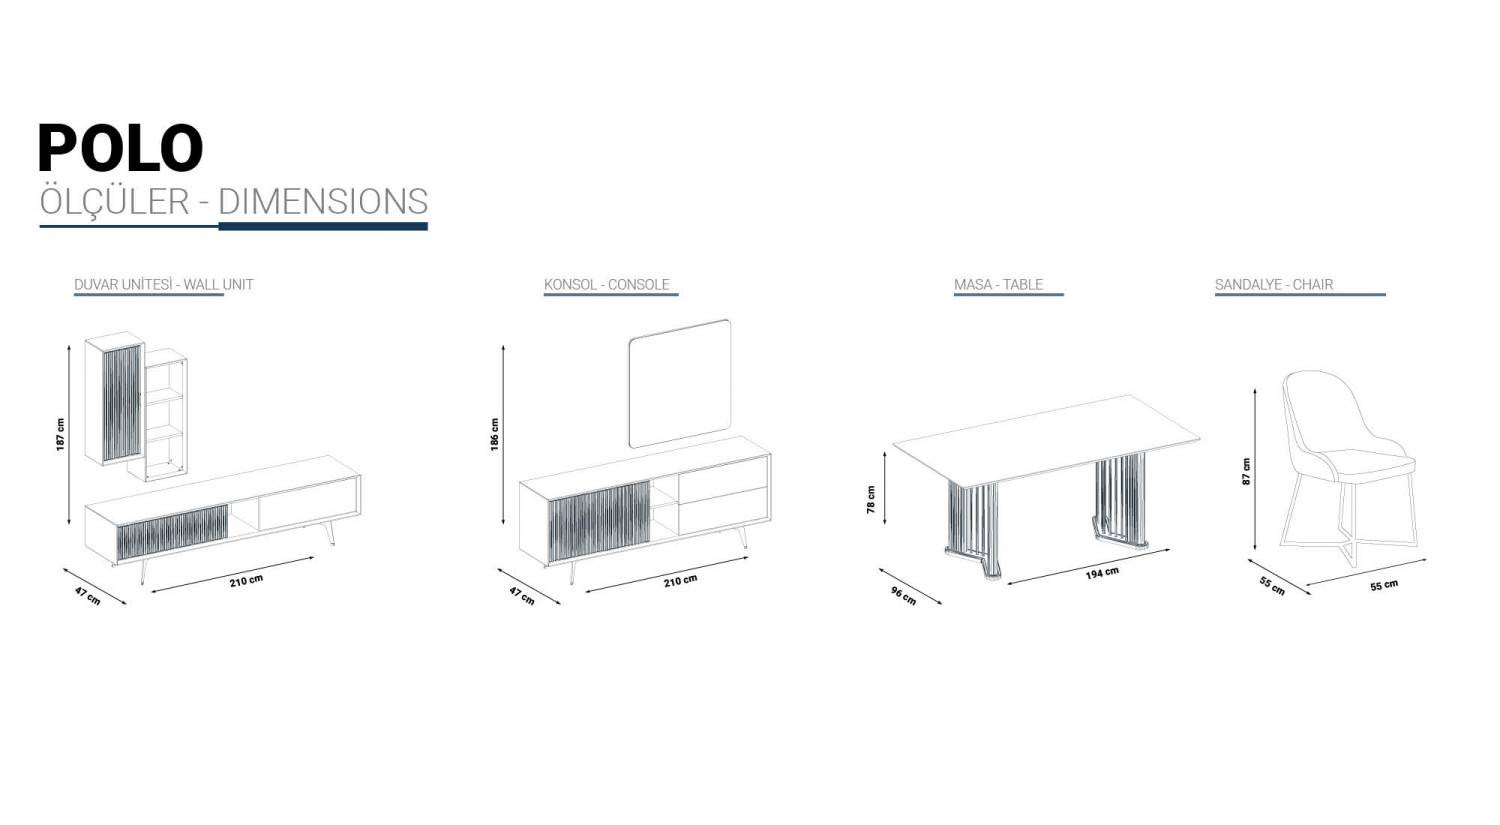 POLO
ÖLÇÜLER - DIMENSIONS
DUVAR UNİTESİ - WALL UNIT
187 cm
47 cm
210 cm
KONSOL - CONSOLE
186 cm
47 cm
210 cm
MASA - TABLE
78 cm
96 cm
194 cm
SANDALYE - CHAIR
87 cm
55 cm
55 cm